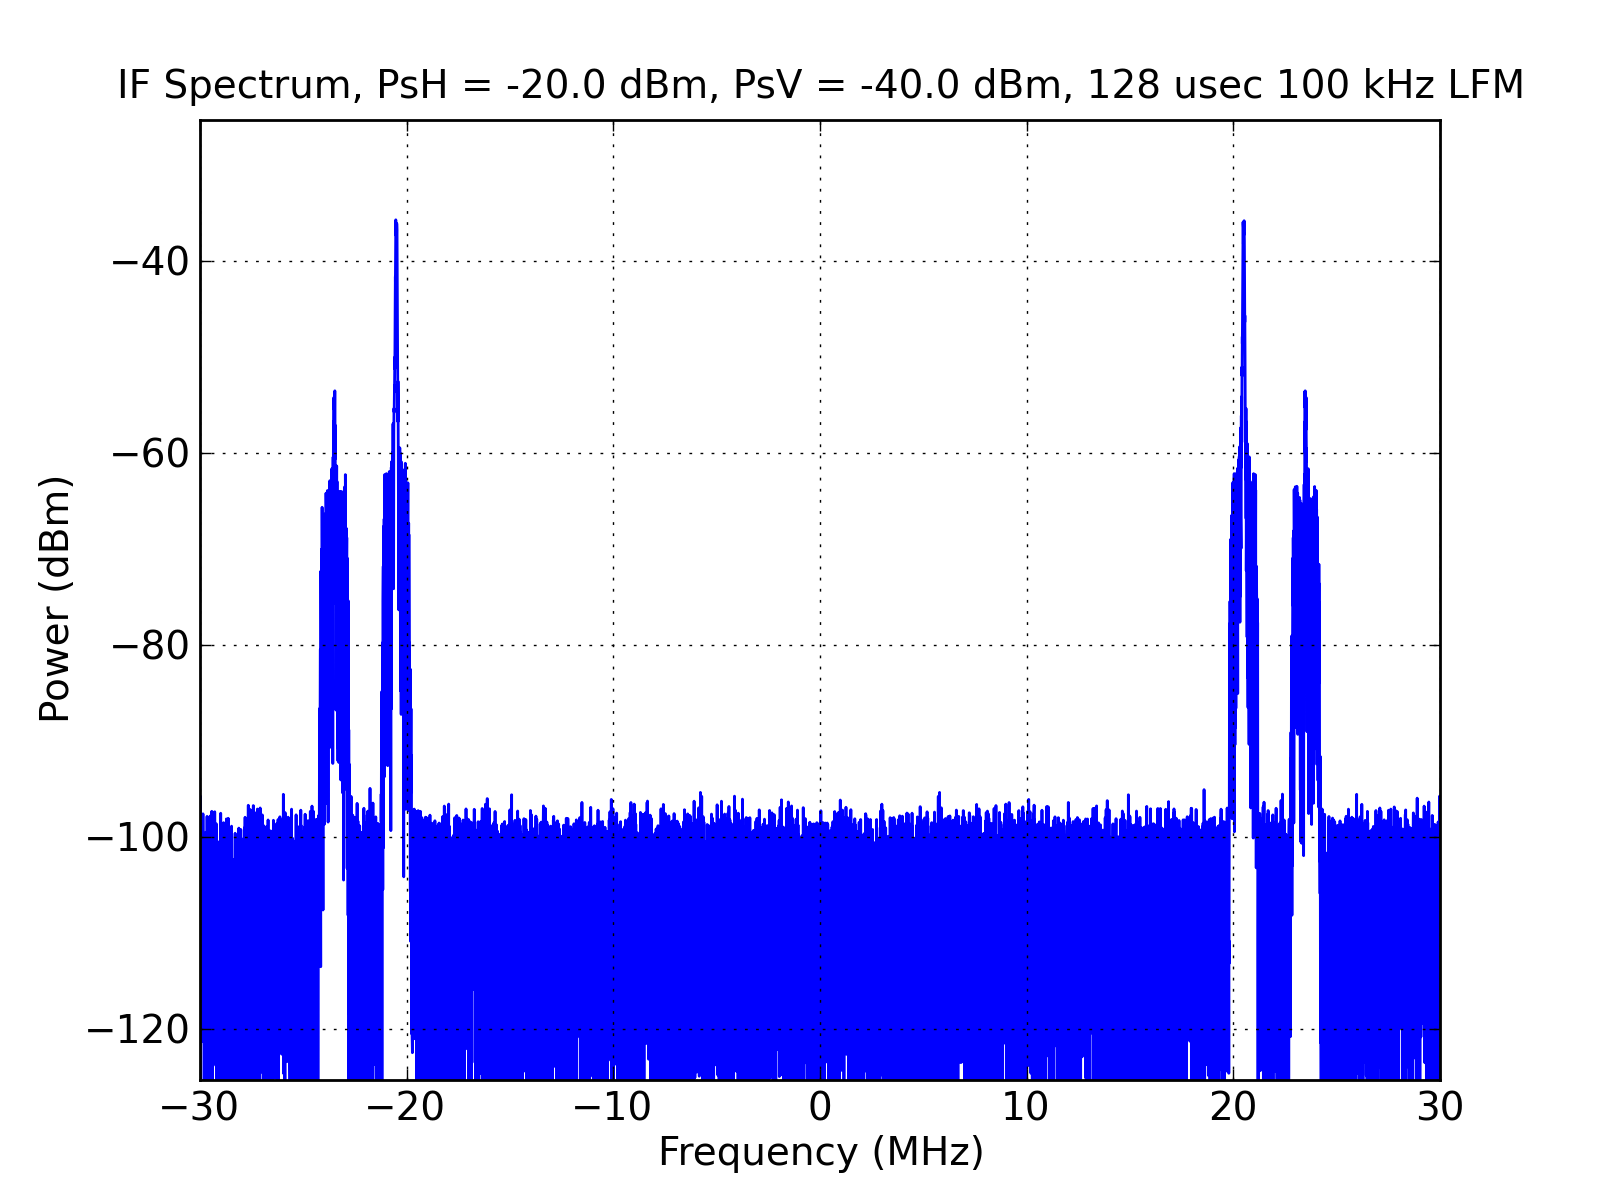 IF Spectrum, PsH = -20.0 dBm, PsV = -40.0 dBm, 128 usec 100 kHz LFM
Power (dBm)
−40
−60
−80
−100
−120
−30 −20 −10 0 10 20 30
Frequency (MHz)